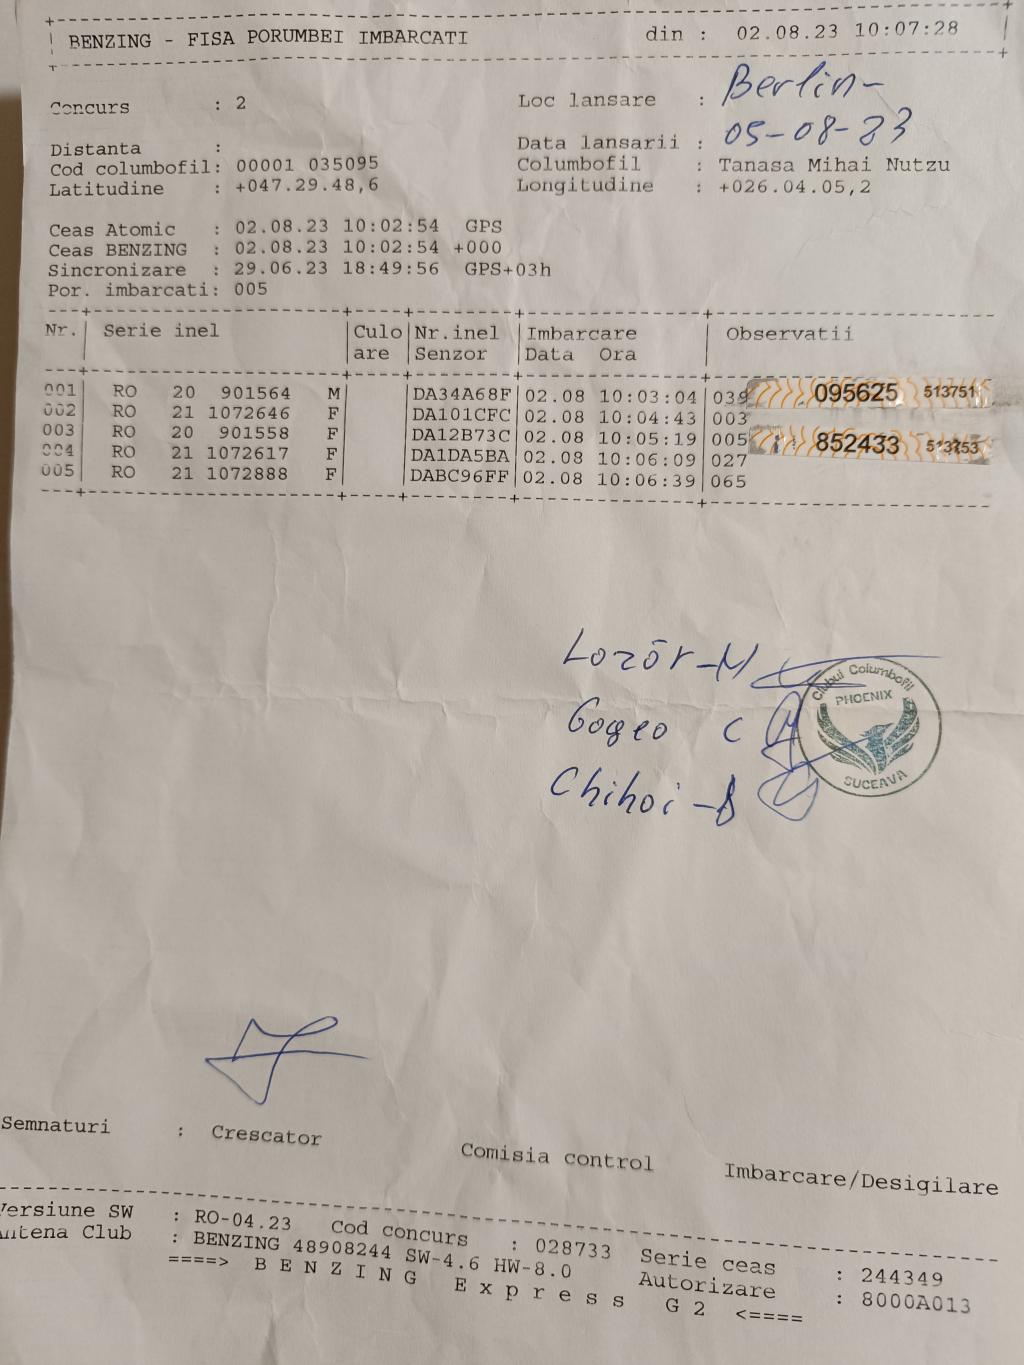 BENZING - FISA PORUMBEI IMBARCATI din : 02.08.23 10:07:28
Concurs : 2 Loc lansare : Berlin-
Distanta : Data lansarii : 05-08-23
Cod columbofil: 00001 035095 Columbofil : Tanasa Mihai Nutzu
Latitudine : +047.29.48,6 Longitudine : +026.04.05,2
Ceas Atomic : 02.08.23 10:02:54 GPS
Ceas BENZING : 02.08.23 10:02:54 +000
Sincronizare : 29.06.23 18:49:56 GPS+03h
Por. imbarcati: 005
Nr. Serie inel Culo Nr.inel Imbarcare Observatii
are Senzor Data Ora
001 RO 20 901564 M DA34A68F 02.08 10:03:04 039 095625 513751
002 RO 21 1072646 F DA101CFC 02.08 10:04:43 003
003 RO 20 901558 F DA12B73C 02.08 10:05:19 005 852433 513753
004 RO 21 1072617 F DA1DA5BA 02.08 10:06:09 027
005 RO 21 1072888 F DABC96FF 02.08 10:06:39 065
Lozór-M
Clubul Columbofil
PHOENIX
SUCEAVA
C
Chihoi-B
Semnaturi : Crescator Comisia control Imbarcare/Desigilare
Versiune SW : RO-04.23 Cod concurs : 028733 Serie ceas : 244349
Antena Club : BENZING 48908244 SW-4.6 HW-8.0 Autorizare : 8000A013
====> B E N Z I N G E x p r e s s G 2 <====